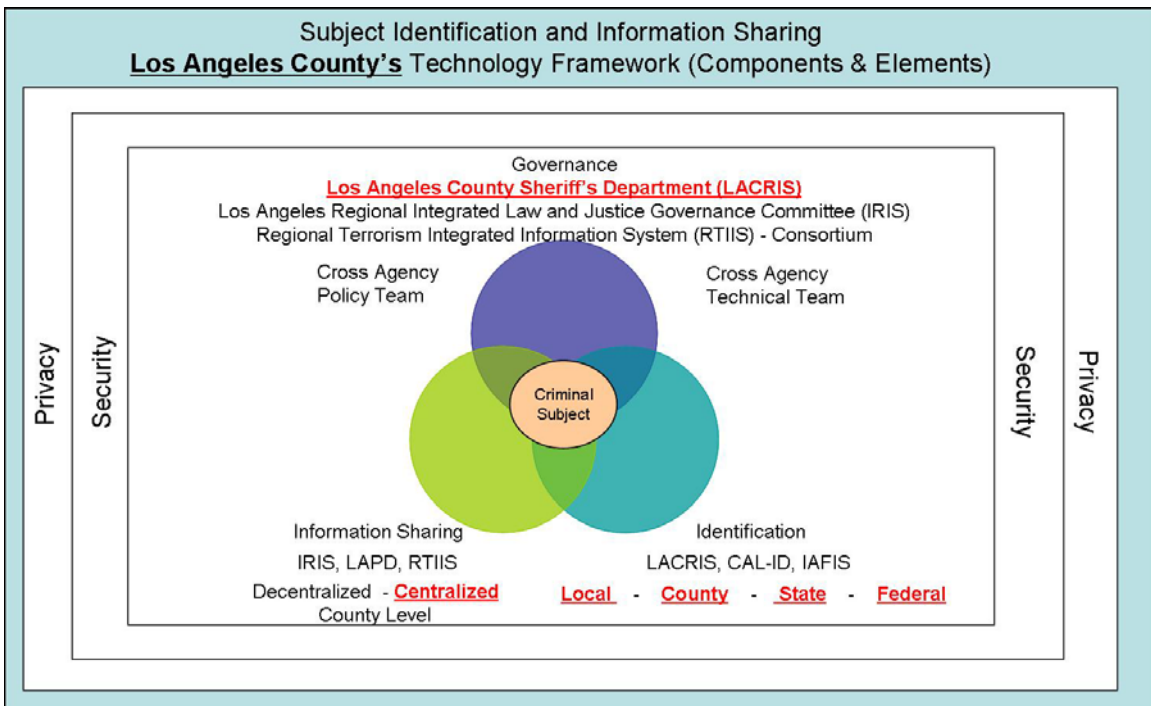 Subject Identification and Information Sharing
Los Angeles County's Technology Framework (Components & Elements)
Privacy
Security
Governance
Los Angeles County Sheriff's Department (LACRIS)
Los Angeles Regional Integrated Law and Justice Governance Committee (IRIS)
Regional Terrorism Integrated Information System (RTIIS) - Consortium
Cross Agency
Policy Team
Cross Agency
Technical Team
Criminal
Subject
Information Sharing
IRIS, LAPD, RTIIS
Decentralized - Centralized
County Level
Identification
LACRIS, CAL-ID, IAFIS
Local - County - State - Federal
Security
Privacy